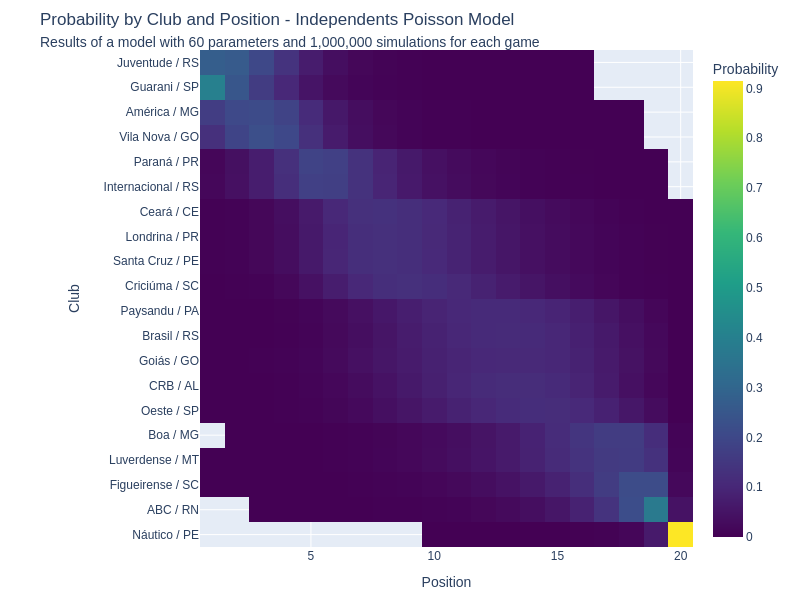 Probability by Club and Position - Independents Poisson Model
Results of a model with 60 parameters and 1,000,000 simulations for each game
Probability
Juventude / RS
Guarani / SP
América / MG
Vila Nova / GO
Paraná / PR
Internacional / RS
Ceará / CE
Londrina / PR
Santa Cruz / PE
Criciúma / SC
Paysandu / PA
Brasil / RS
Goiás / GO
CRB / AL
Oeste / SP
Boa / MG
Luverdense / MT
Figueirense / SC
ABC / RN
Náutico / PE
Club
5
10
15
20
Position
0.9
0.8
0.7
0.6
0.5
0.4
0.3
0.2
0.1
0